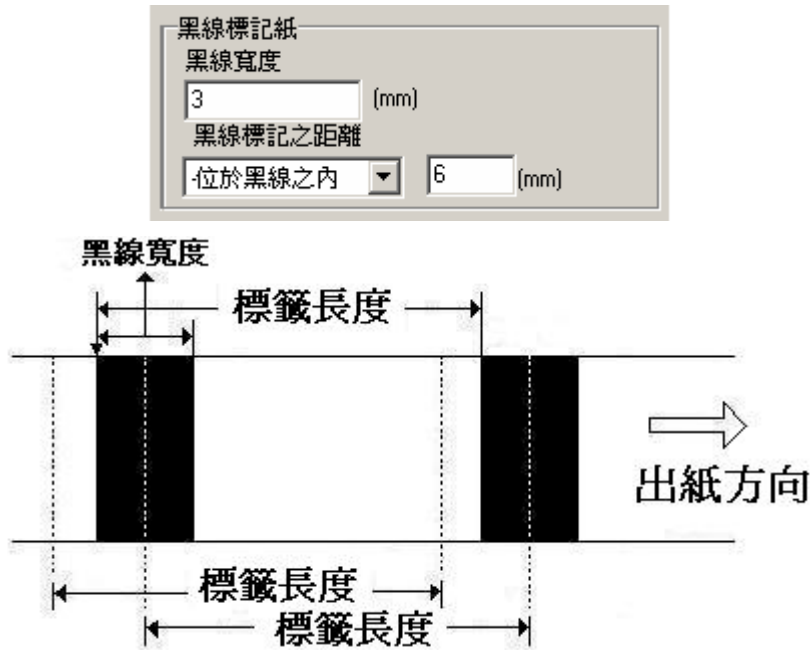 黑線標記紙
黑線寬度
3 (mm)
黑線標記之距離
-位於黑線之內 6 (mm)
黑線寬度
標籤長度
出紙方向
標籤長度
標籤長度